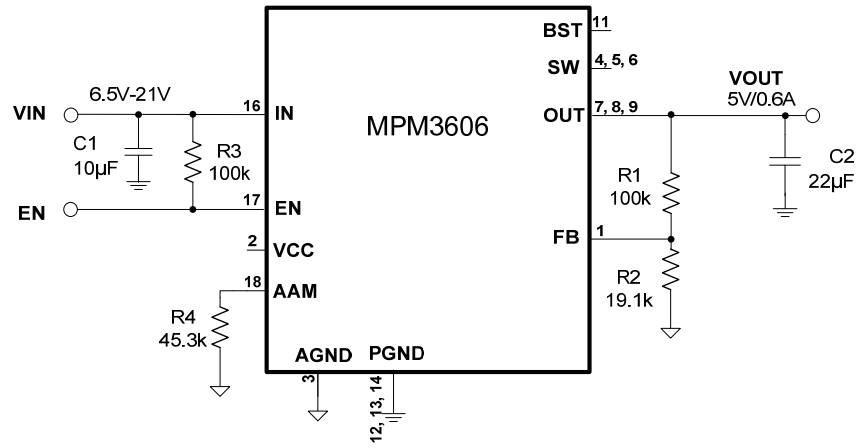 BST
11
SW
4, 5, 6
VOUT
5V/0.6A
6.5V-21V
VIN
16
IN
MPM3606
OUT
7, 8, 9
C1
10µF
R3
100k
R1
100k
C2
22µF
EN
17
EN
2
VCC
FB
1
18
AAM
R2
19.1k
R4
45.3k
AGND
PGND
3
12, 13, 14